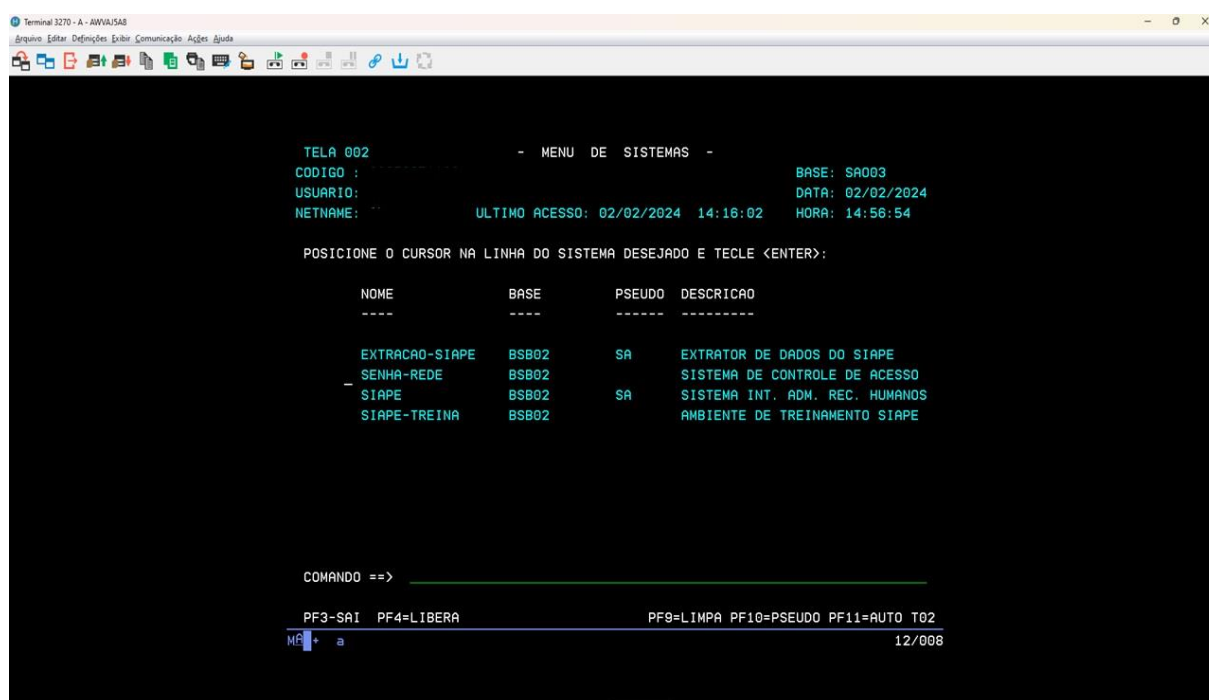 Terminal 3270 - A - AWVAJ5A8
Arquivo Editar Definições Exibir Comunicação Ações Ajuda
TELA 002 - MENU DE SISTEMAS -
CODIGO : BASE: SAO03
USUARIO: DATA: 02/02/2024
NETNAME: ULTIMO ACESSO: 02/02/2024 14:16:02 HORA: 14:56:54
POSICIONE O CURSOR NA LINHA DO SISTEMA DESEJADO E TECLE <ENTER>:
NOME BASE PSEUDO DESCRICAO
---- ---- ------ ---------
EXTRACAO-SIAPE BSB02 SA EXTRATOR DE DADOS DO SIAPE
SENHA-REDE BSB02 SISTEMA DE CONTROLE DE ACESSO
SIAPE BSB02 SA SISTEMA INT. ADM. REC. HUMANOS
SIAPE-TREINA BSB02 AMBIENTE DE TREINAMENTO SIAPE
COMANDO ==>
PF3-SAI PF4=LIBERA PF9=LIMPA PF10=PSEUDO PF11=AUTO T02
+ a 12/008